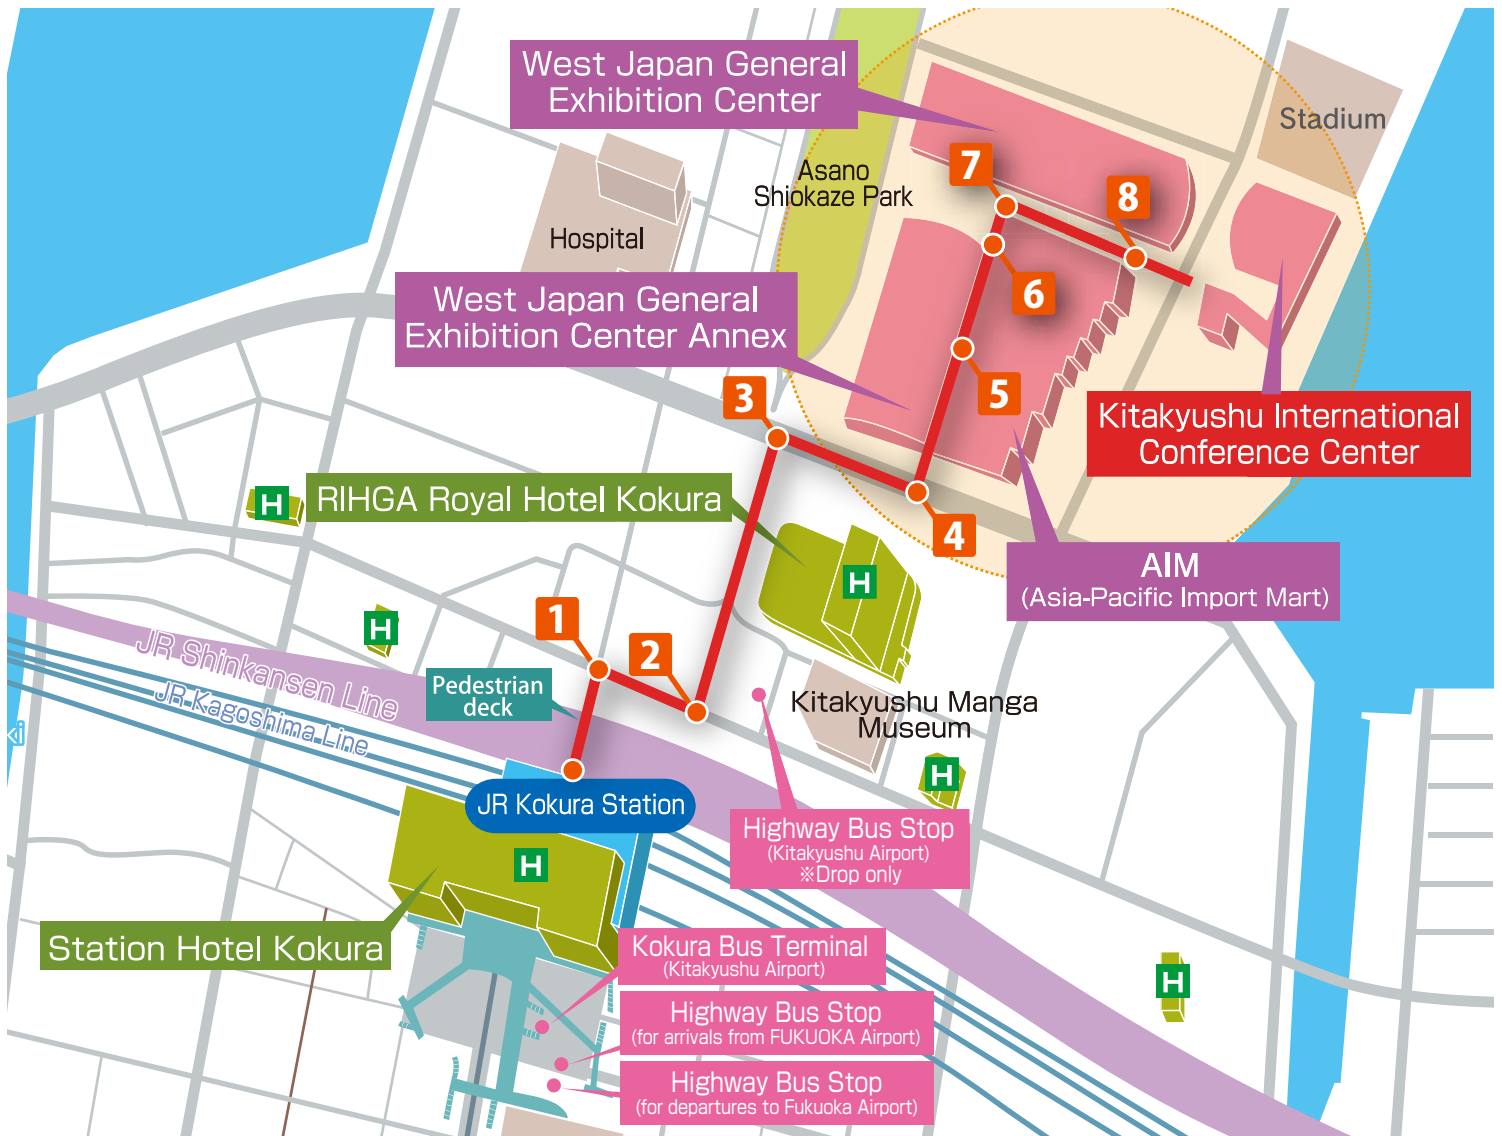 West Japan General
Exhibition Center
Stadium
7
Asano
Shiokaze Park
8
Hospital
West Japan General
Exhibition Center Annex
6
5
3
Kitakyushu International
Conference Center
RIHGA Royal Hotel Kokura
H
4
AIM
(Asia-Pacific Import Mart)
H
1
H
2
JR Shinkansen Line
Pedestrian
deck
JR Kagoshima Line
Kitakyushu Manga
Museum
H
JR Kokura Station
Highway Bus Stop
(Kitakyushu Airport)
※Drop only
H
Station Hotel Kokura
Kokura Bus Terminal
(Kitakyushu Airport)
H
Highway Bus Stop
(for arrivals from FUKUOKA Airport)
Highway Bus Stop
(for departures to Fukuoka Airport)